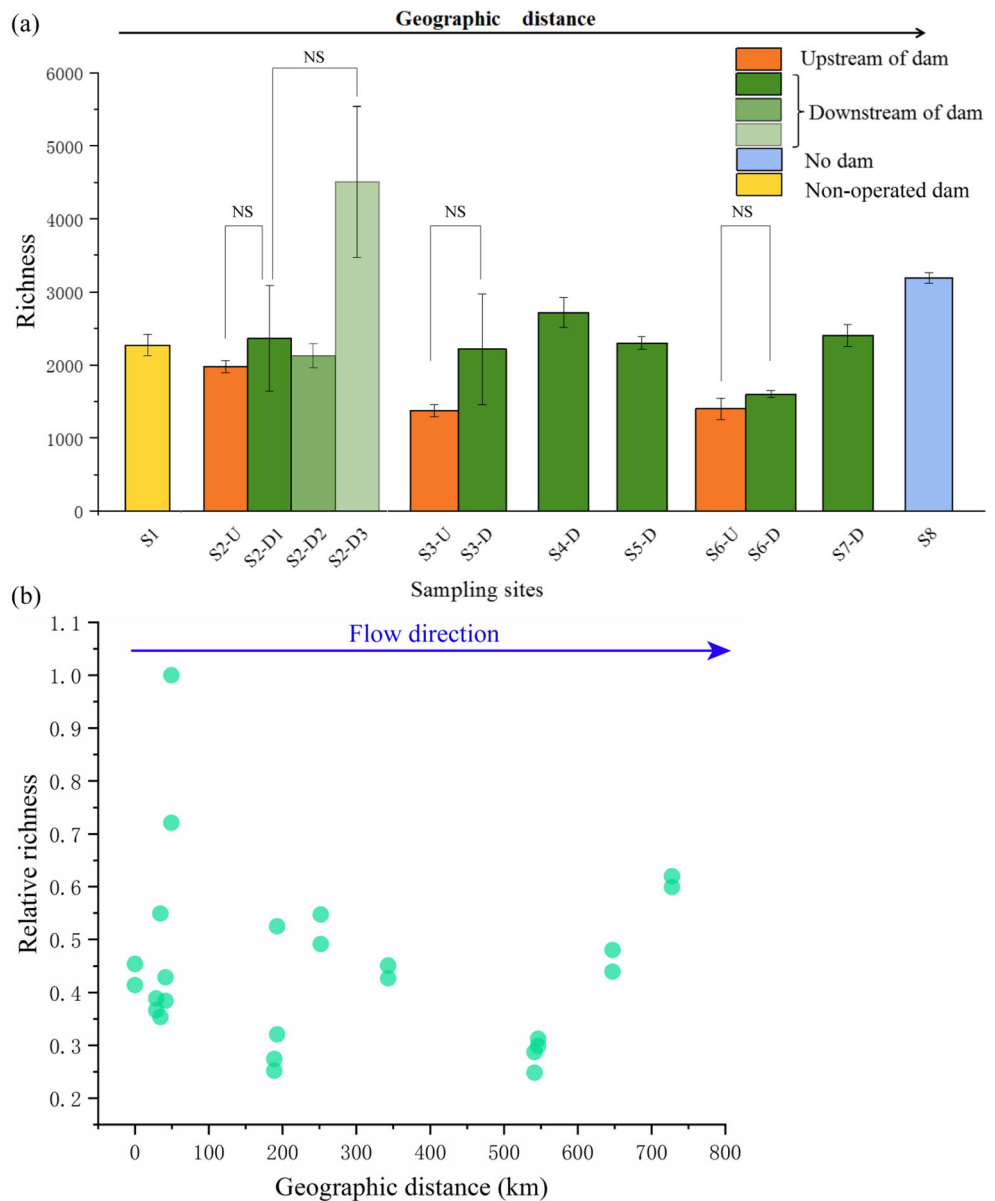 (a)
Geographic distance
Upstream of dam
Downstream of dam
No dam
Non-operated dam
Richness
6000
5000
4000
3000
2000
1000
0
NS
NS
NS
NS
S1
S2-U
S2-D1
S2-D2
S2-D3
S3-U
S3-D
S4-D
S5-D
S6-U
S6-D
S7-D
S8
Sampling sites
(b)
Flow direction
Relative richness
1.1
1.0
0.9
0.8
0.7
0.6
0.5
0.4
0.3
0.2
0 100 200 300 400 500 600 700 800
Geographic distance (km)